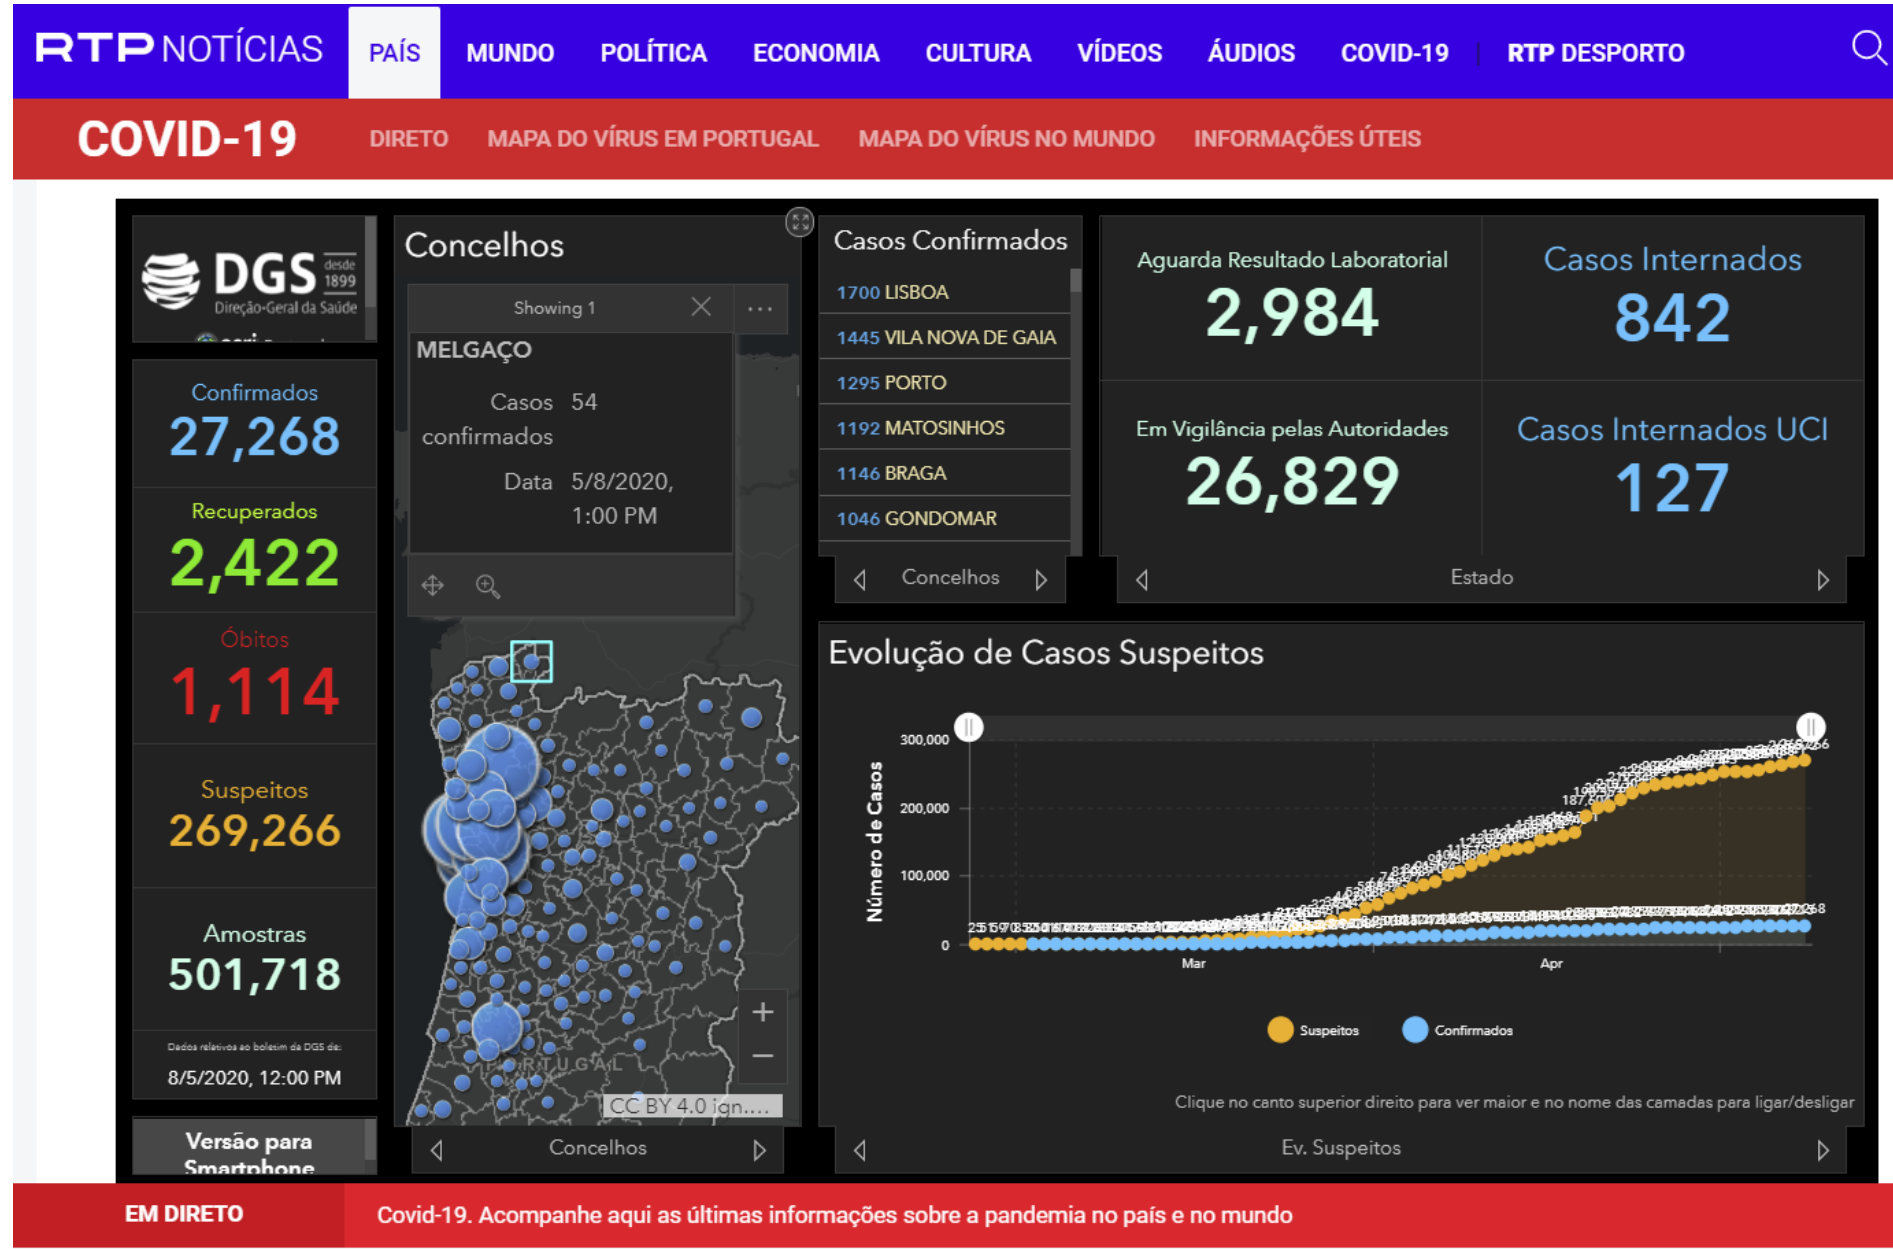 RTP NOTÍCIAS PAÍS MUNDO POLÍTICA ECONOMIA CULTURA VÍDEOS ÁUDIOS COVID-19 RTP DESPORTO
COVID-19 DIRETO MAPA DO VÍRUS EM PORTUGAL MAPA DO VÍRUS NO MUNDO INFORMAÇÕES ÚTEIS
DGS desde 1899
Direção-Geral da Saúde
Confirmados
27,268
Recuperados
2,422
Óbitos
1,114
Suspeitos
269,266
Amostras
501,718
Dados relativos ao boletim da DGS de:
8/5/2020, 12:00 PM
Versão para
Smartphone
Concelhos
Showing 1
MELGAÇO
Casos 54
confirmados
Data 5/8/2020,
1:00 PM
PORTUGAL
CC BY 4.0 ign....
Concelhos
Casos Confirmados
1700 LISBOA
1445 VILA NOVA DE GAIA
1295 PORTO
1192 MATOSINHOS
1146 BRAGA
1046 GONDOMAR
Concelhos
Aguarda Resultado Laboratorial
2,984
Casos Internados
842
Em Vigilância pelas Autoridades
26,829
Casos Internados UCI
127
Estado
Evolução de Casos Suspeitos
Número de Casos
300,000
200,000
100,000
0
Mar Apr
Suspeitos Confirmados
Clique no canto superior direito para ver maior e no nome das camadas para ligar/desligar
Ev. Suspeitos
EM DIRETO Covid-19. Acompanhe aqui as últimas informações sobre a pandemia no país e no mundo